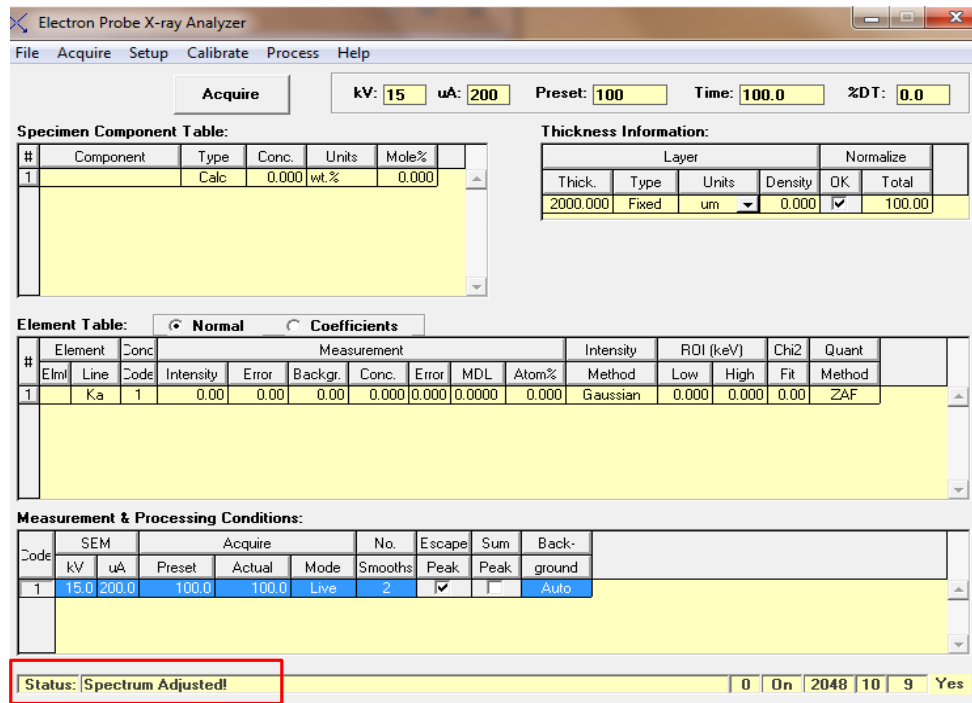 Electron Probe X-ray Analyzer
File Acquire Setup Calibrate Process Help
Acquire kV: 15 uA: 200 Preset: 100 Time: 100.0 %DT: 0.0
Specimen Component Table:
# Component Type Conc. Units Mole%
1 Calc 0.000 wt.% 0.000
Thickness Information:
Layer Normalize
Thick. Type Units Density OK Total
2000.000 Fixed um 0.000 100.00
Element Table: Normal Coefficients
# Element Conc Measurement Intensity ROI (keV) Chi2 Quant
Elmt Line Code Intensity Error Backgr. Conc. Error MDL Atom% Method Low High Fit Method
1 Ka 1 0.00 0.00 0.00 0.000 0.000 0.0000 0.000 Gaussian 0.000 0.000 0.00 ZAF
Measurement & Processing Conditions:
Code SEM Acquire No. Escape Sum Back-
kV uA Preset Actual Mode Smooths Peak Peak ground
1 15.0 200.0 100.0 100.0 Live 2 Auto
Status: Spectrum Adjusted! 0 On 2048 10 9 Yes